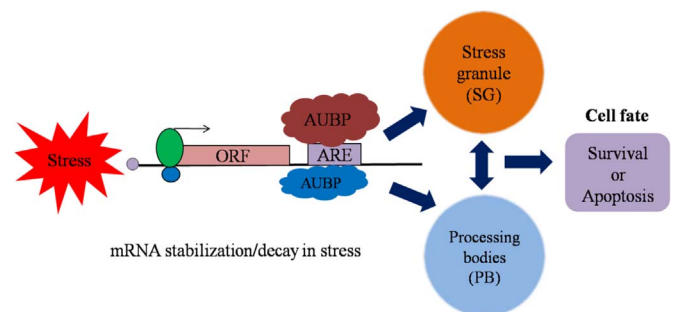 Stress
granule
(SG)
AUBP
Cell fate
Stress
ORF
ARE
Survival
or
Apoptosis
AUBP
mRNA stabilization/decay in stress
Processing
bodies
(PB)